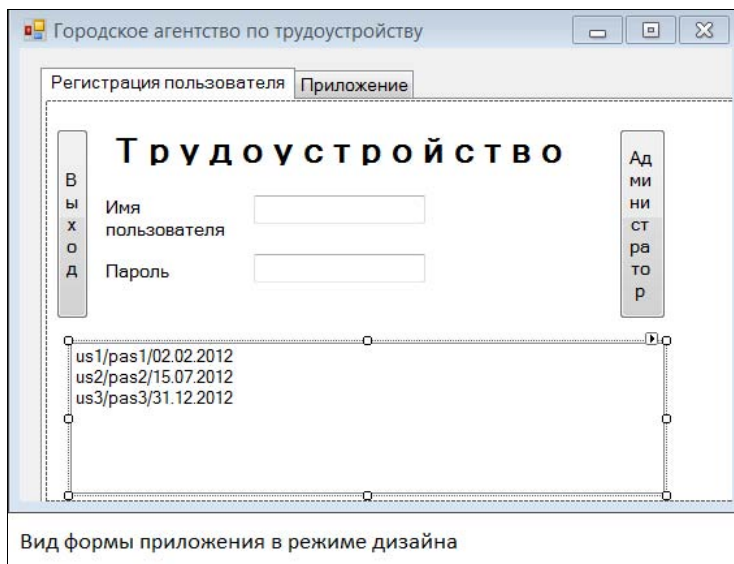 Городское агентство по трудоустройству
Регистрация пользователя Приложение
Трудоустройство
В
ы
х
о
д
Имя
пользователя
Пароль
Ад
ми
ни
ст
ра
то
р
us1/pas1/02.02.2012
us2/pas2/15.07.2012
us3/pas3/31.12.2012
Вид формы приложения в режиме дизайна